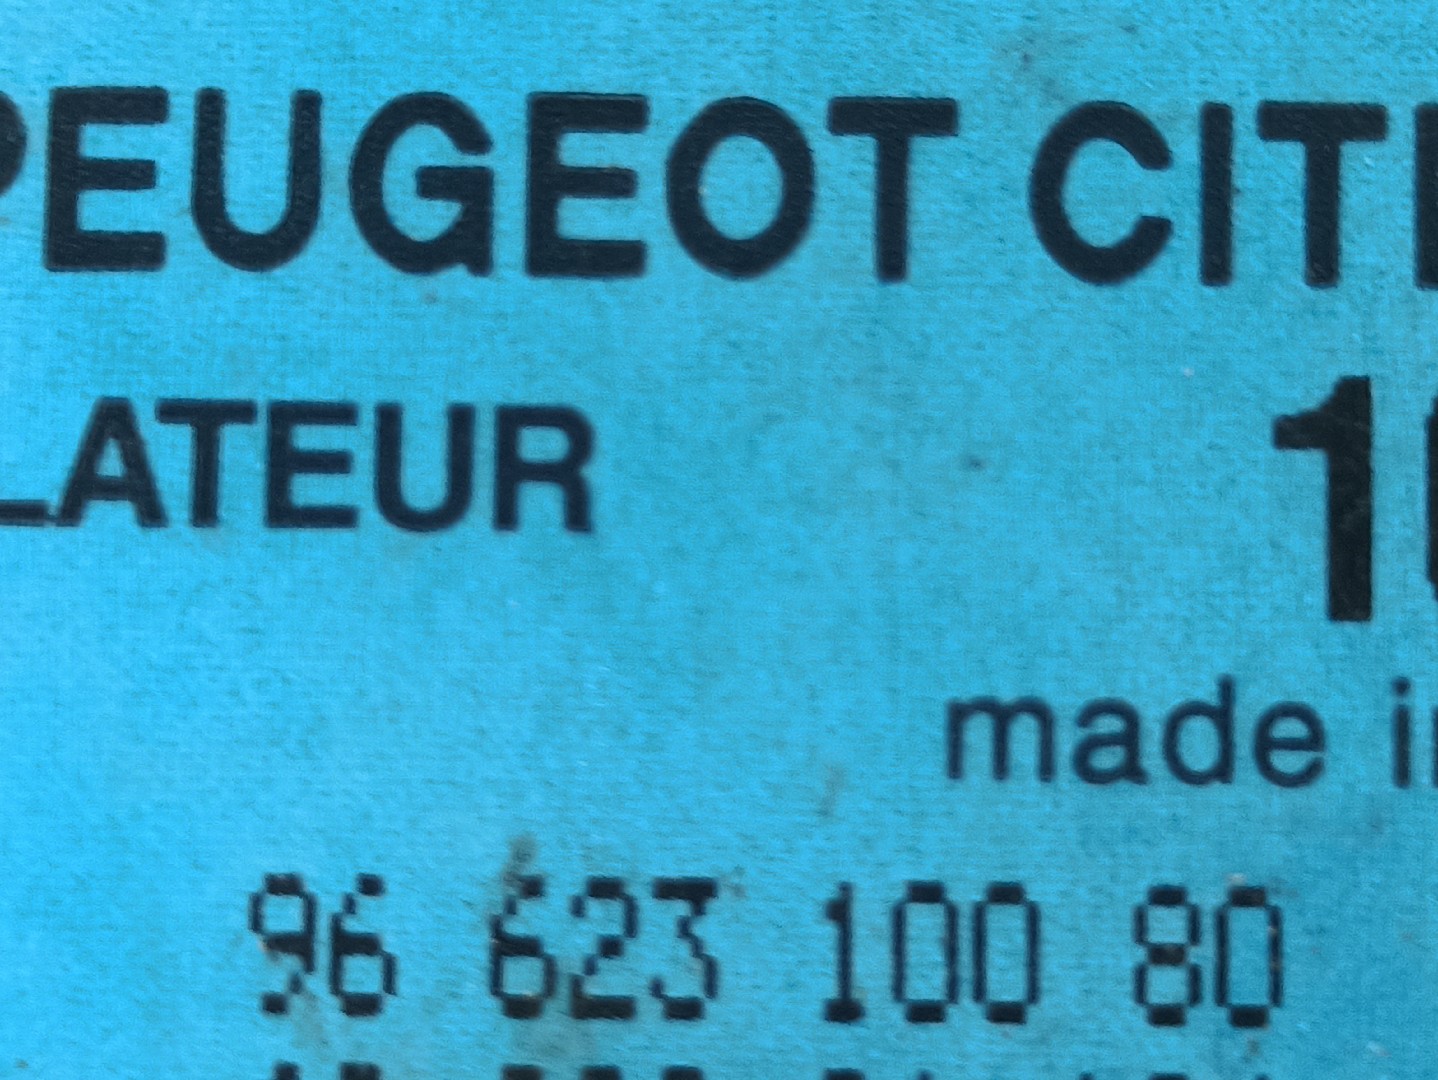 PEUGEOT CIT
LATEUR
1
made i
96 623 100 80